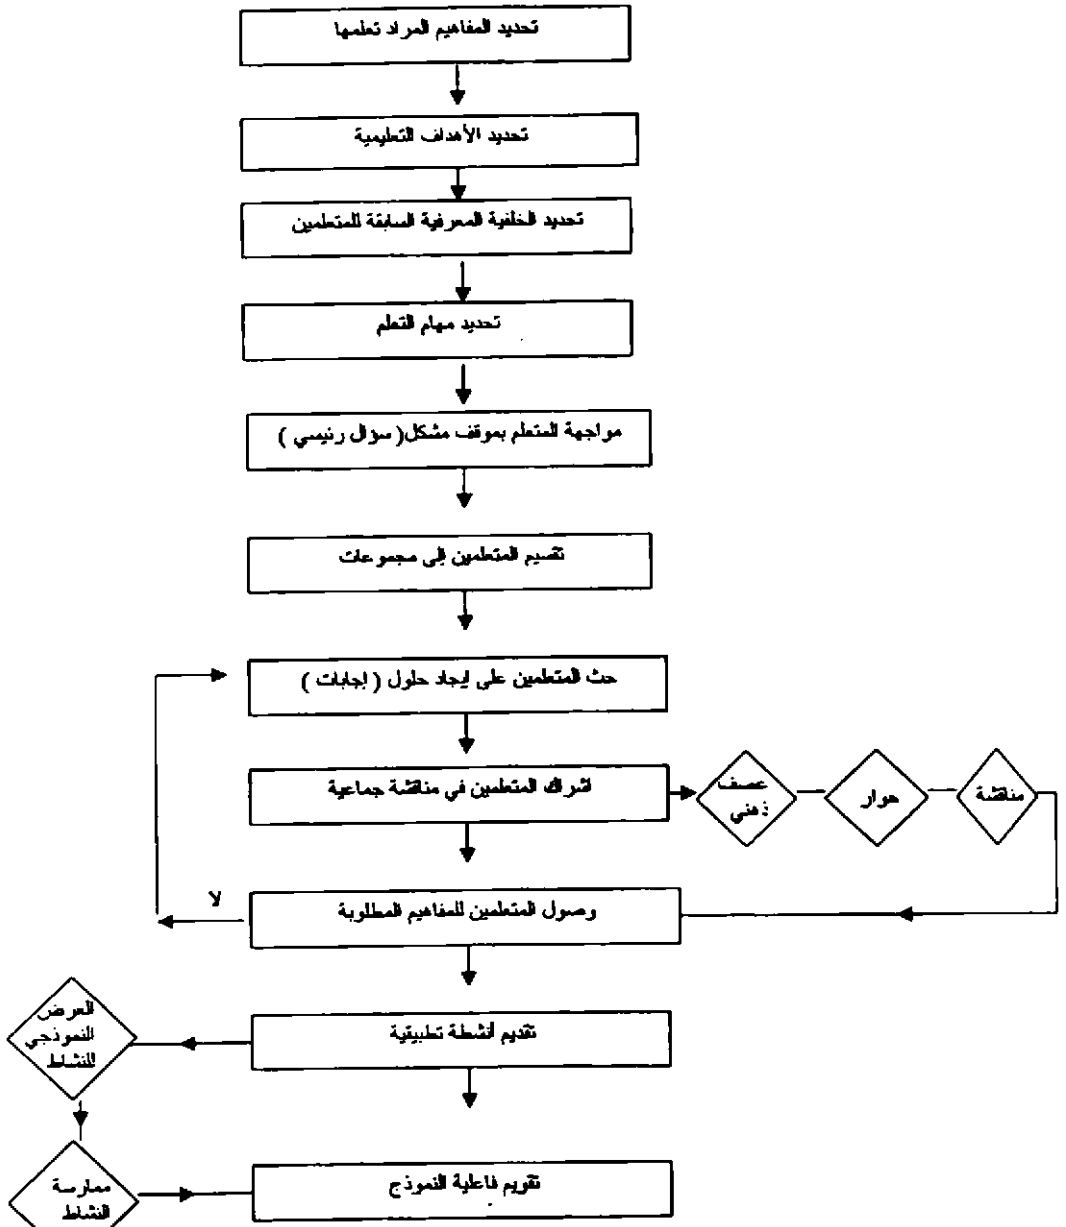 تحديد المفاهيم المراد تعلمها
تحديد الأهداف التعليمية
تحديد الخلفية المعرفية السابقة للمتعلمين
تحديد مهام التعلم
مواجهة المتعلم بموقف مشكل( سؤال رئيسي )
تقسيم المتعلمين إلى مجموعات
حث المتعلمين على إيجاد حلول ( إجابات )
اشراك المتعلمين في مناقشة جماعية
عصف
ذهني
حوار
مناقشة
وصول المتعلمين للمفاهيم المطلوبة
لا
تقديم أنشطة تطبيقية
العرض
النموذجي
للنشاط
ممارسة
النشاط
تقويم فاعلية النموذج